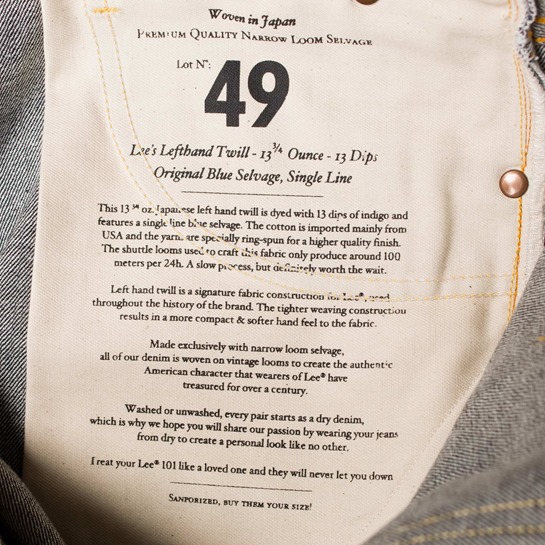 Woven in Japan
Premium Quality Narrow Loom Selvage
Lot Nº:
49
Lee's Lefthand Twill - 13 3/4 Ounce - 13 Dips
Original Blue Selvage, Single Line
This 13 3/4 oz. Japanese left hand twill is dyed with 13 dips of indigo and
features a single line blue selvage. The cotton is imported mainly from
USA and the yarns are specially ring-spun for a higher quality finish.
The shuttle looms used to craft this fabric only produce around 100
meters per 24h. A slow process, but definitely worth the wait.
Left hand twill is a signature fabric construction for Lee®, used
throughout the history of the brand. The tighter weaving construction
results in a more compact & softer hand feel to the fabric.
Made exclusively with narrow loom selvage,
all of our denim is woven on vintage looms to create the authentic
American character that wearers of Lee® have
treasured for over a century.
Washed or unwashed, every pair starts as a dry denim,
which is why we hope you will share our passion by wearing your jeans
from dry to create a personal look like no other.
Treat your Lee® 101 like a loved one and they will never let you down
Sanforized, buy them your size!